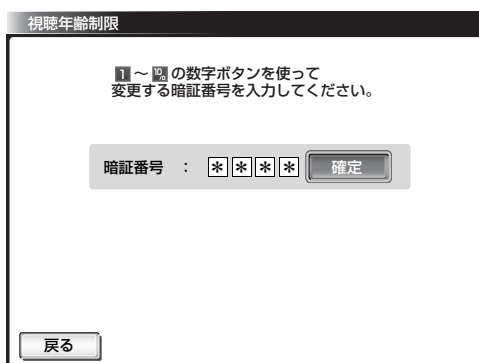 視聴年齢制限
1 ～ 10/0 の数字ボタンを使って
変更する暗証番号を入力してください。
暗証番号 ： ＊＊＊＊ 確定
戻る